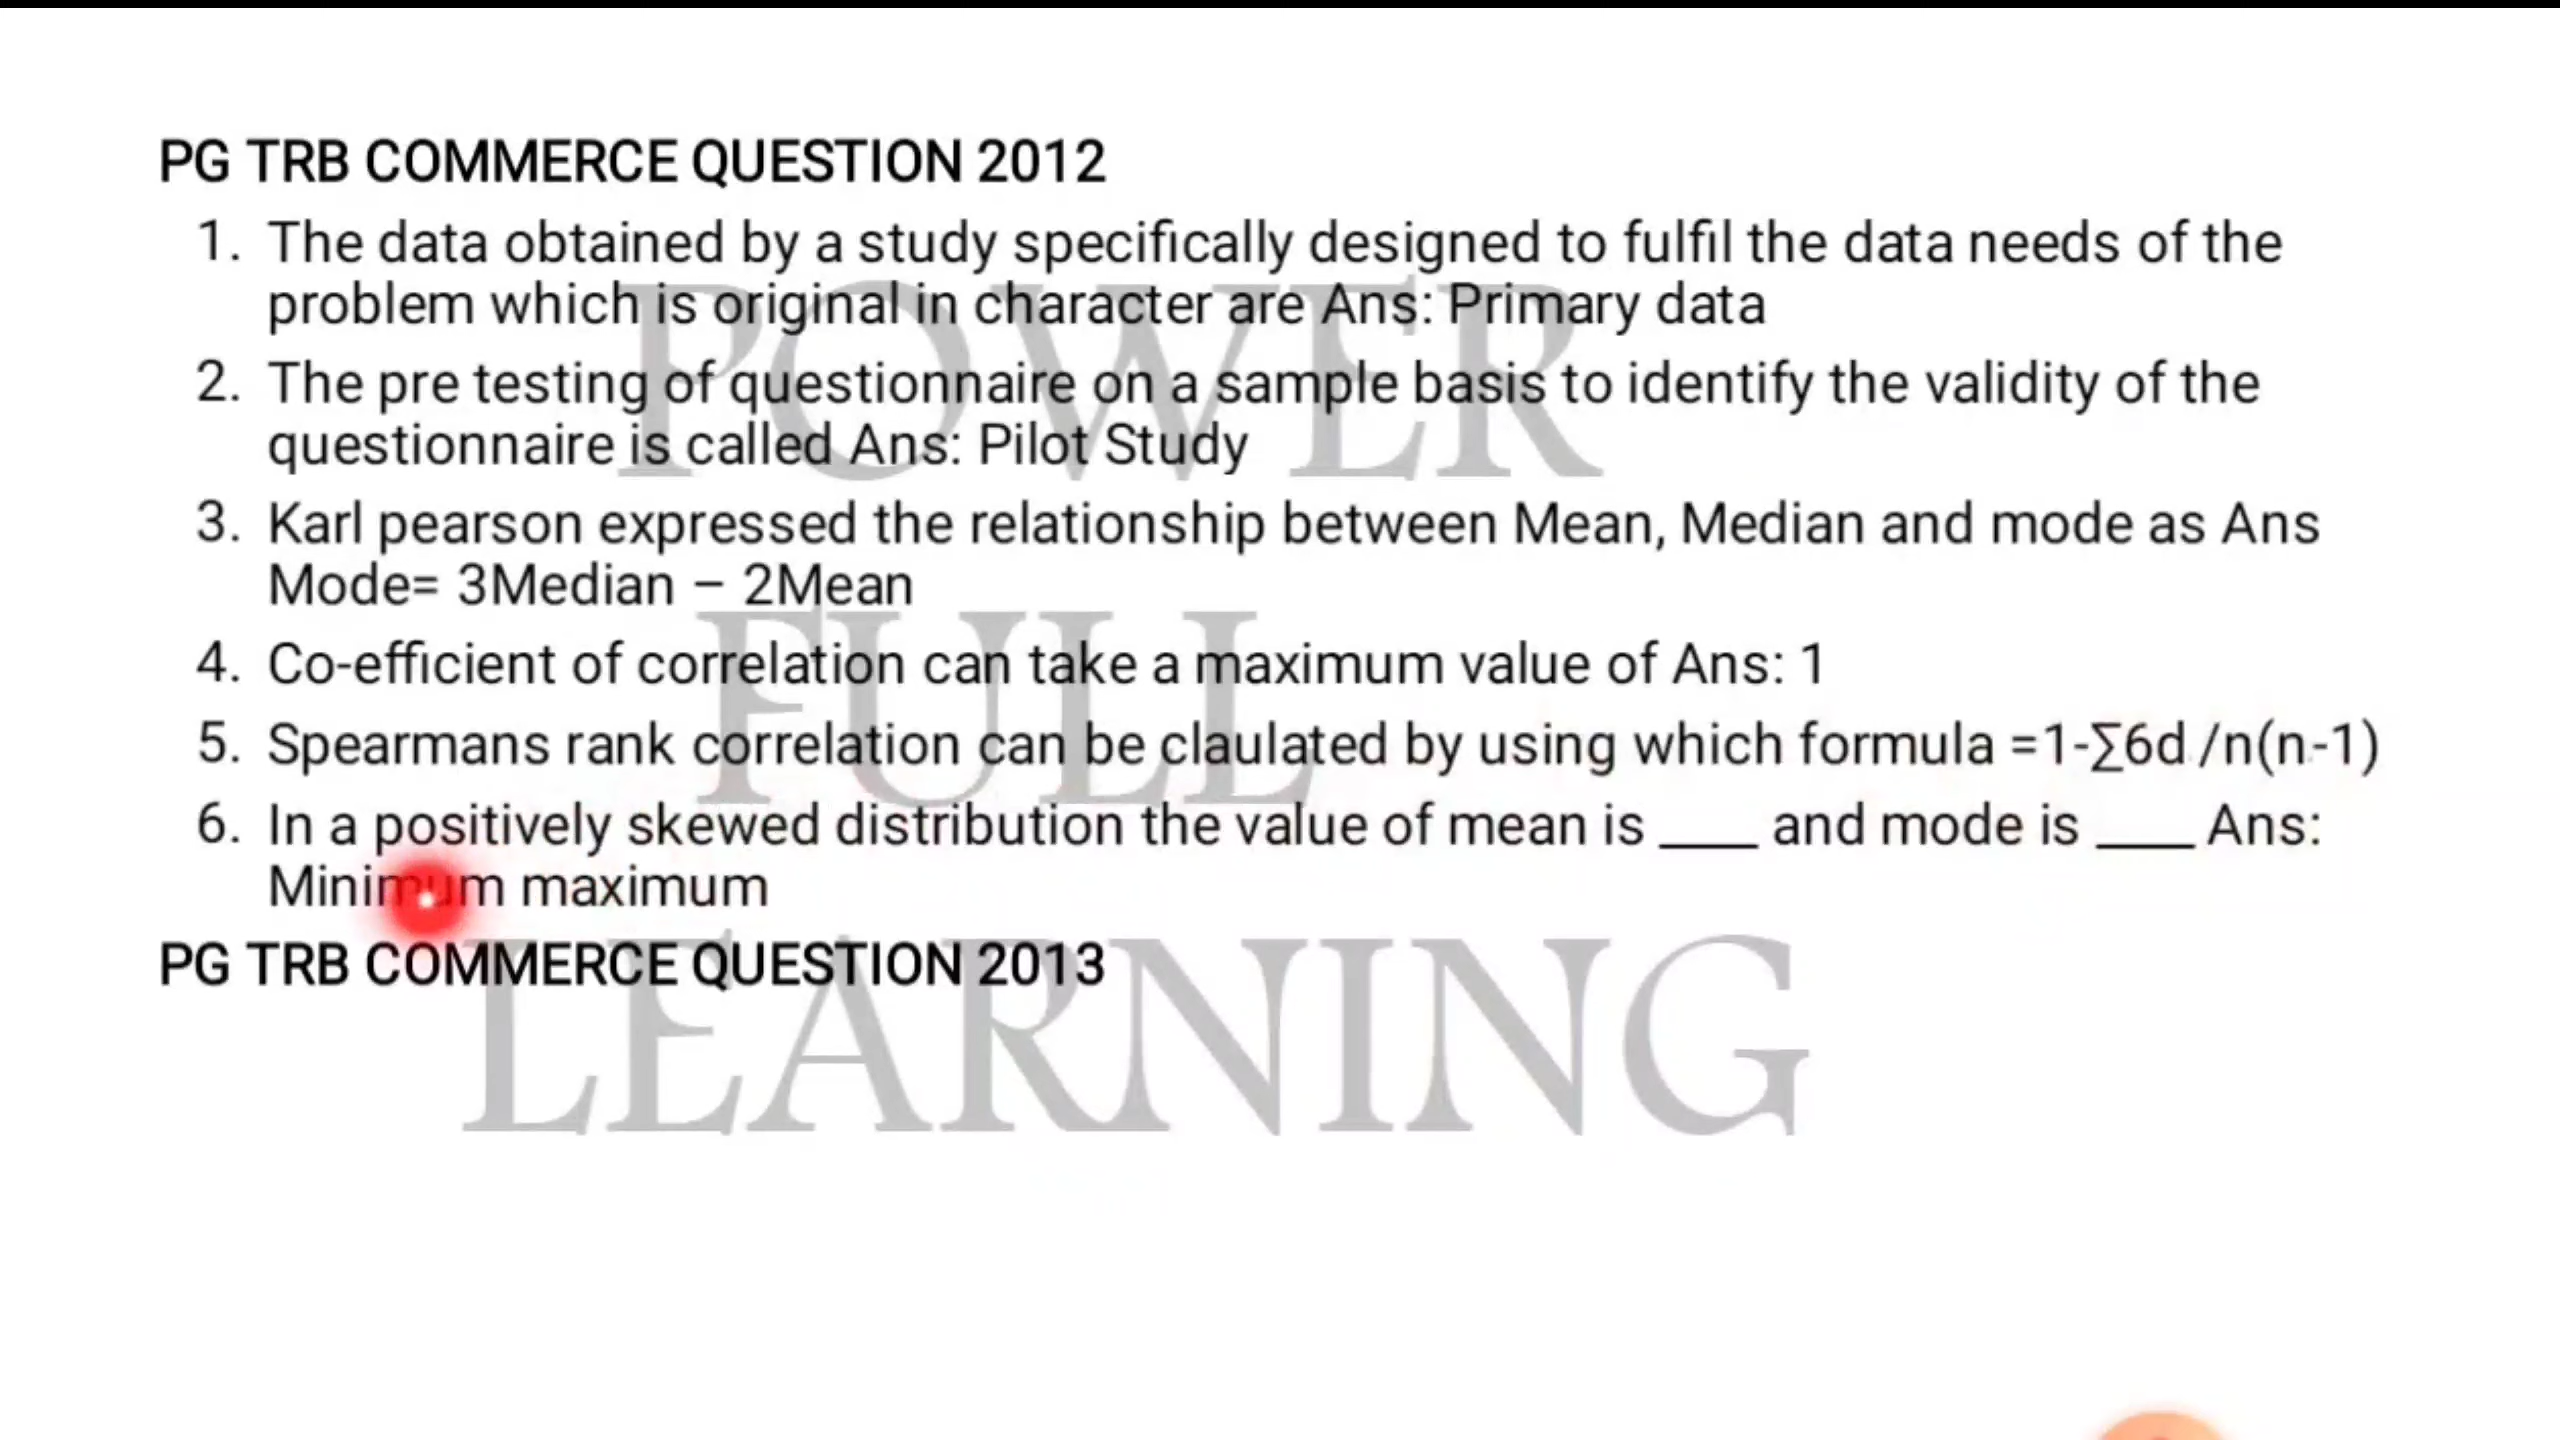 PG TRB COMMERCE QUESTION 2012
1. The data obtained by a study specifically designed to fulfil the data needs of the
problem which is original in character are Ans: Primary data
2. The pre testing of questionnaire on a sample basis to identify the validity of the
questionnaire is called Ans: Pilot Study
3. Karl pearson expressed the relationship between Mean, Median and mode as Ans
Mode= 3Median – 2Mean
4. Co-efficient of correlation can take a maximum value of Ans: 1
5. Spearmans rank correlation can be claulated by using which formula =1-∑6d /n(n-1)
6. In a positively skewed distribution the value of mean is ____ and mode is ____ Ans:
Minimum maximum
PG TRB COMMERCE QUESTION 2013
POWER
FULL
LEARNING